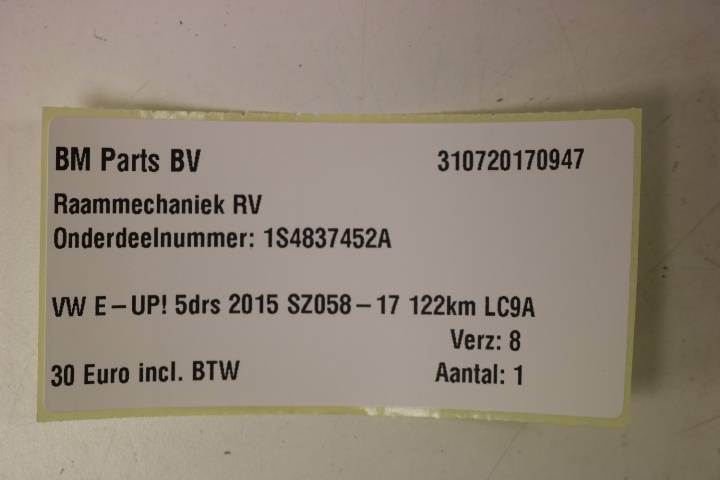 BM Parts BV 310720170947
Raammechaniek RV
Onderdeelnummer: 1S4837452A
VW E-UP! 5drs 2015 SZ058-17 122km LC9A
Verz: 8
30 Euro incl. BTW Aantal: 1